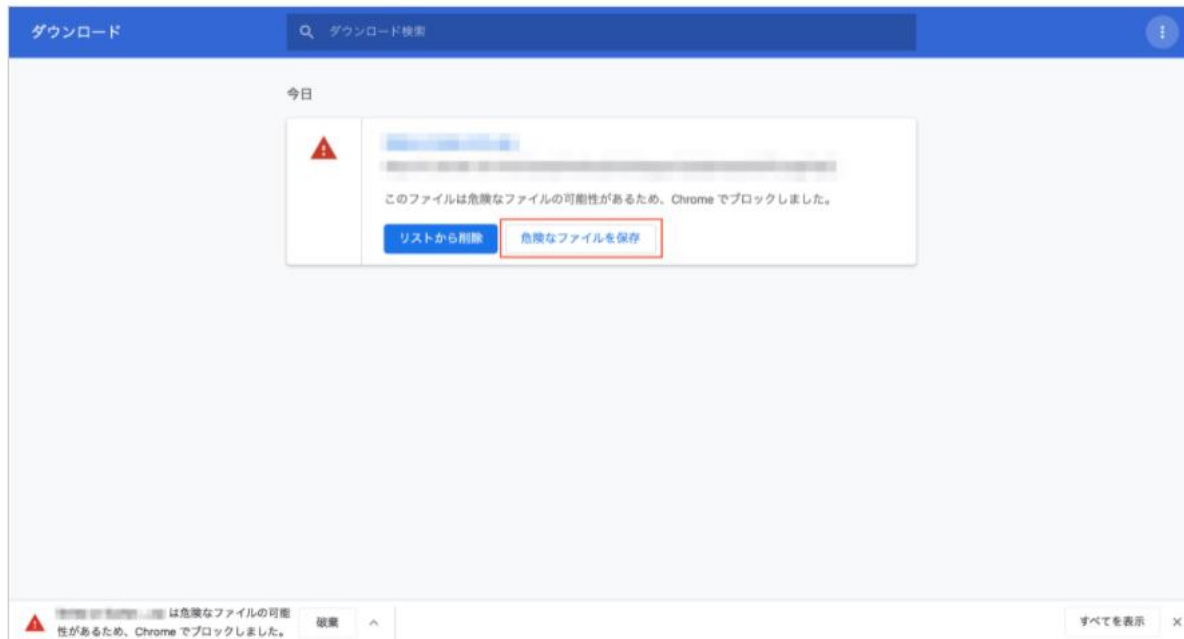 ダウンロード
ダウンロード検索
今日
このファイルは危険なファイルの可能性があるため、Chrome でブロックしました。
リストから削除
危険なファイルを保存
は危険なファイルの可能
性があるため、Chrome でブロックしました。
破棄
すべてを表示